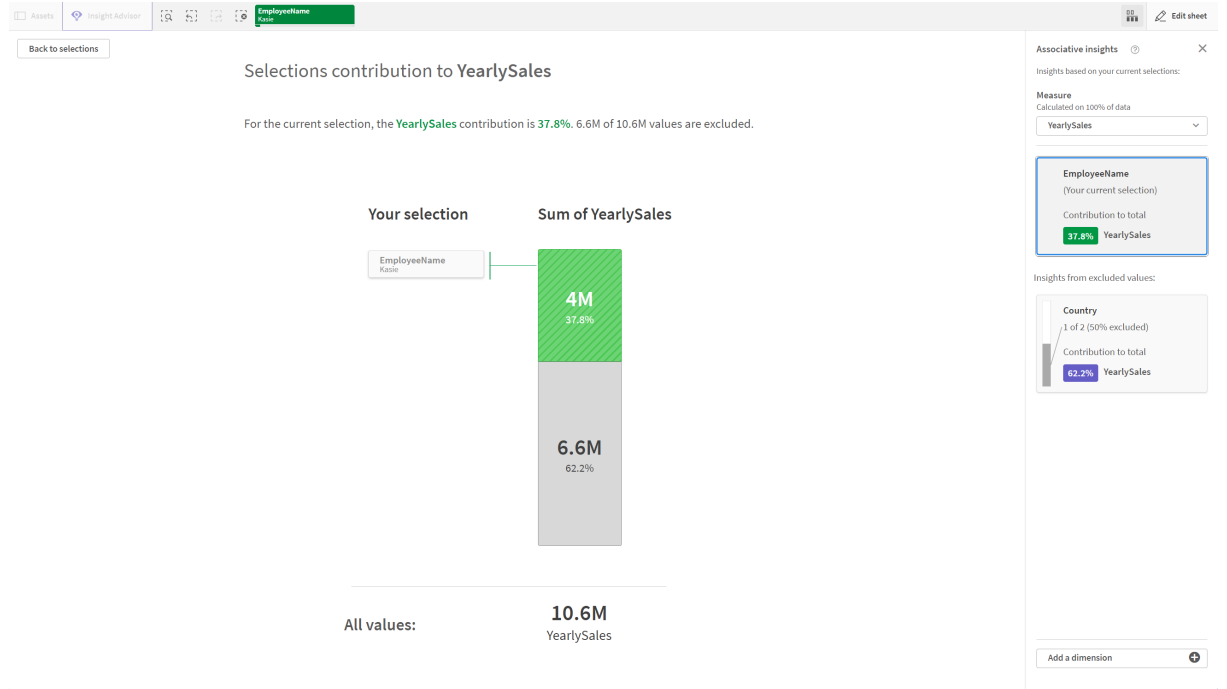 Assets
Insight Advisor
EmployeeName
Kasie
Edit sheet
Back to selections
Selections contribution to YearlySales
For the current selection, the YearlySales contribution is 37.8%. 6.6M of 10.6M values are excluded.
Your selection
Sum of YearlySales
EmployeeName
Kasie
4M
37.8%
6.6M
62.2%
All values:
10.6M
YearlySales
Associative insights
?
Insights based on your current selections:
Measure
Calculated on 100% of data
YearlySales
EmployeeName
(Your current selection)
Contribution to total
37.8% YearlySales
Insights from excluded values:
Country
1 of 2 (50% excluded)
Contribution to total
62.2% YearlySales
Add a dimension